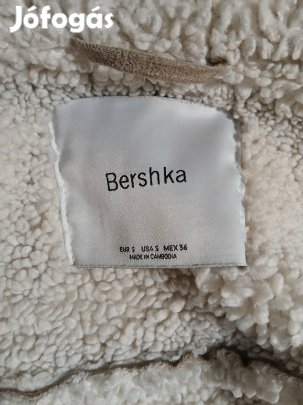 Jófogás
Bershka
EUR S USA S MEX 36
MADE IN CAMBODIA